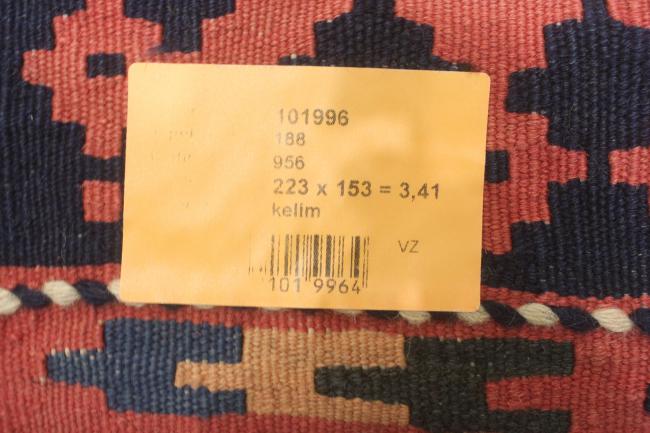 101996
188
956
223 x 153 = 3,41
kelim
VZ
101 9964